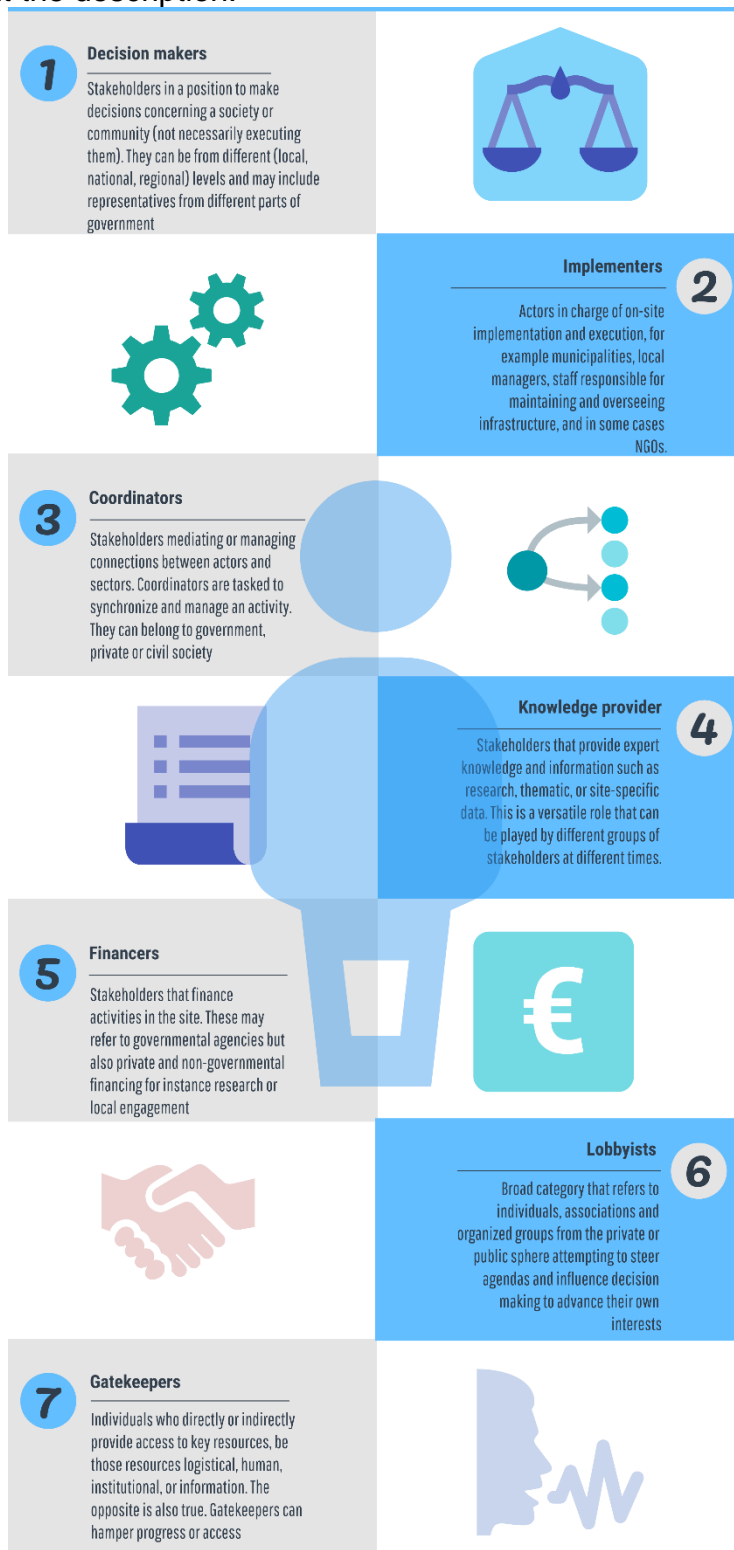 the description.
1
Decision makers
Stakeholders in a position to make
decisions concerning a society or
community (not necessarily executing
them). They can be from different (local,
national, regional) levels and may include
representatives from different parts of
government
Implementers
2
Actors in charge of on-site
implementation and execution, for
example municipalities, local
managers, staff responsible for
maintaining and overseeing
infrastructure, and in some cases
NGOs.
3
Coordinators
Stakeholders mediating or managing
connections between actors and
sectors. Coordinators are tasked to
synchronize and manage an activity.
They can belong to government,
private or civil society
Knowledge provider
4
Stakeholders that provide expert
knowledge and information such as
research, thematic, or site-specific
data. This is a versatile role that can
be played by different groups of
stakeholders at different times.
5
Financers
Stakeholders that finance
activities in the site. These may
refer to governmental agencies but
also private and non-governmental
financing for instance research or
local engagement
€
Lobbyists
6
Broad category that refers to
individuals, associations and
organized groups from the private or
public sphere attempting to steer
agendas and influence decision
making to advance their own
interests
7
Gatekeepers
Individuals who directly or indirectly
provide access to key resources, be
those resources logistical, human,
institutional, or information. The
opposite is also true. Gatekeepers can
hamper progress or access